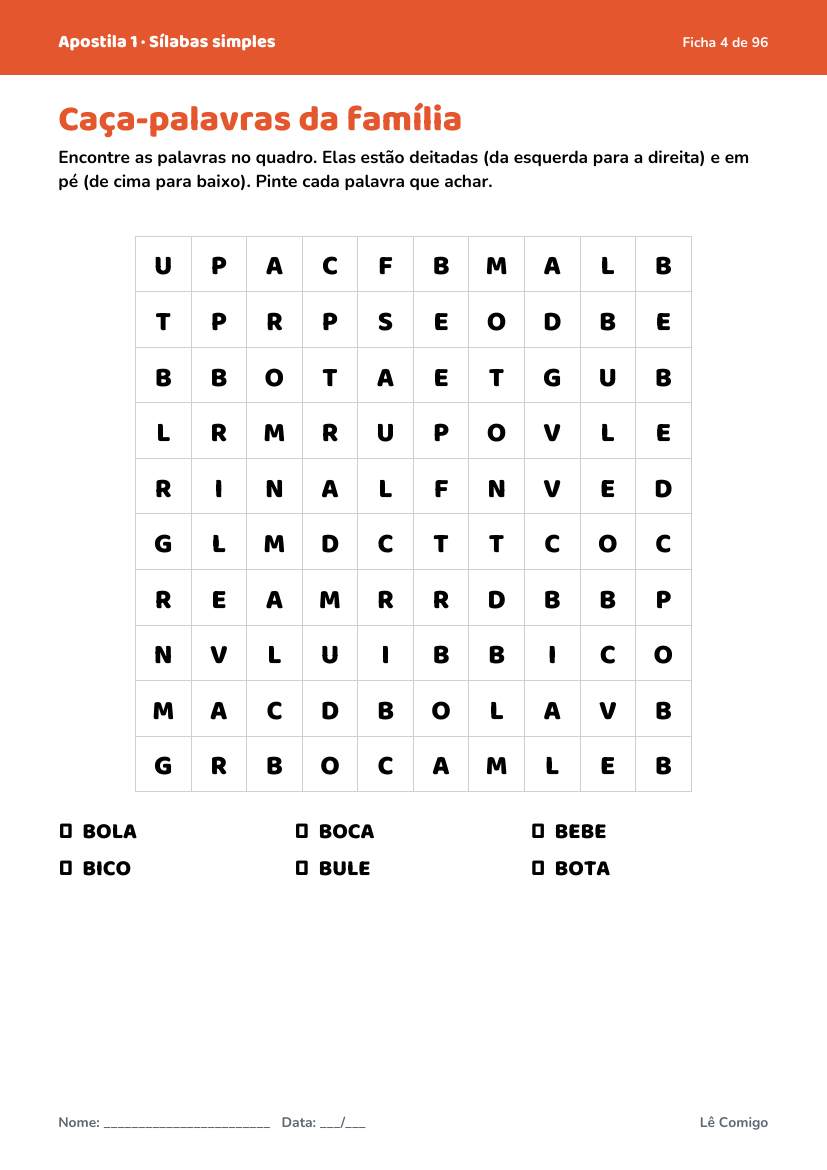 Apostila 1 · Sílabas simples Ficha 4 de 96
Caça-palavras da família
Encontre as palavras no quadro. Elas estão deitadas (da esquerda para a direita) e em
pé (de cima para baixo). Pinte cada palavra que achar.
U P A C F B M A L B
T P R P S E O D B E
B B O T A E T G U B
L R M R U P O V L E
R I N A L F N V E D
G L M D C T T C O C
R E A M R R D B B P
N V L U I B B I C O
M A C D B O L A V B
G R B O C A M L E B
BOLA BOCA BEBE
BICO BULE BOTA
Nome: ________________________ Data: ___/___ Lê Comigo